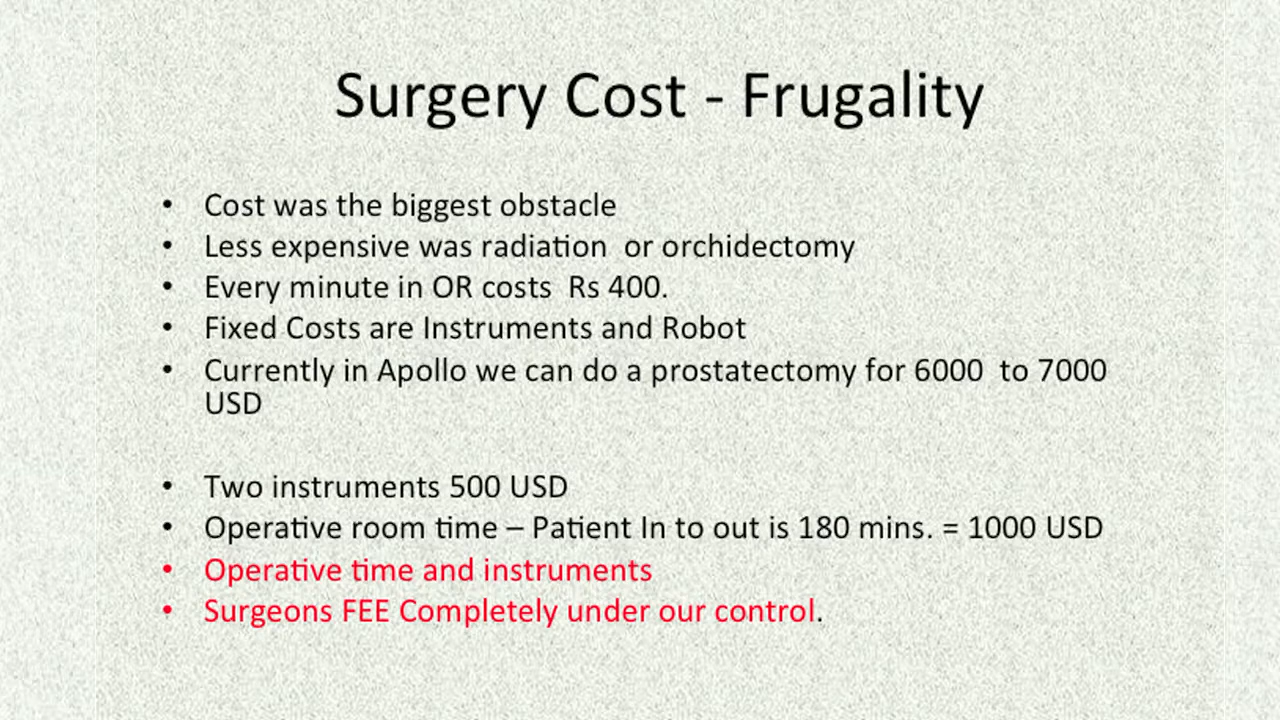 Surgery Cost - Frugality
• Cost was the biggest obstacle
• Less expensive was radiation  or orchidectomy
• Every minute in OR costs  Rs 400.
• Fixed Costs are Instruments and Robot
• Currently in Apollo we can do a prostatectomy for 6000  to 7000
USD
• Two instruments 500 USD
• Operative room time – Patient In to out is 180 mins. = 1000 USD
• Operative time and instruments
• Surgeons FEE Completely under our control.